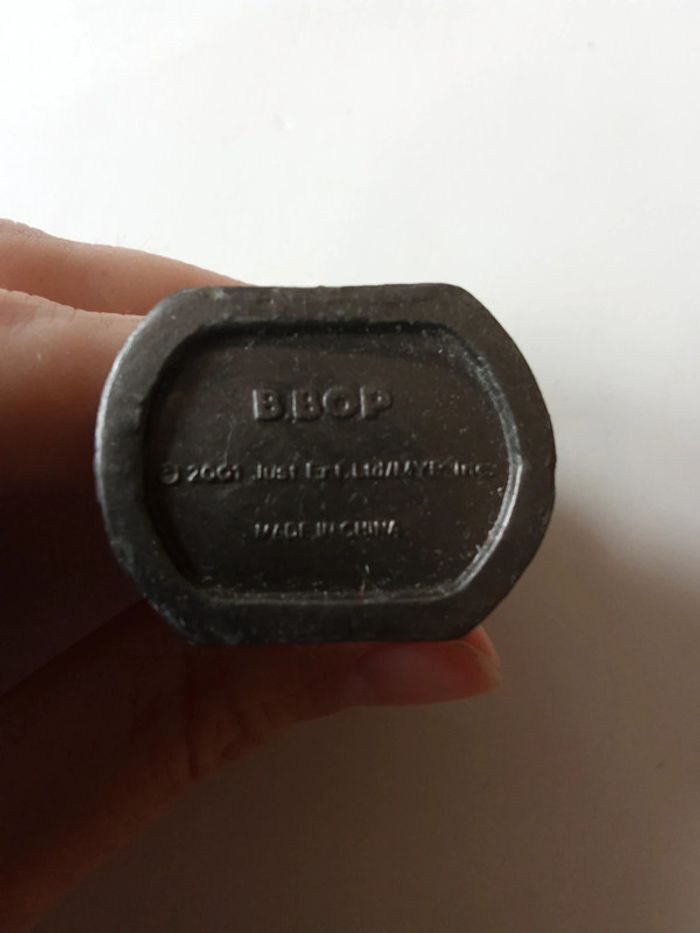 B.BOP
© 2001 Just Ent. Ltd/MYP. Inc.
MADE IN CHINA